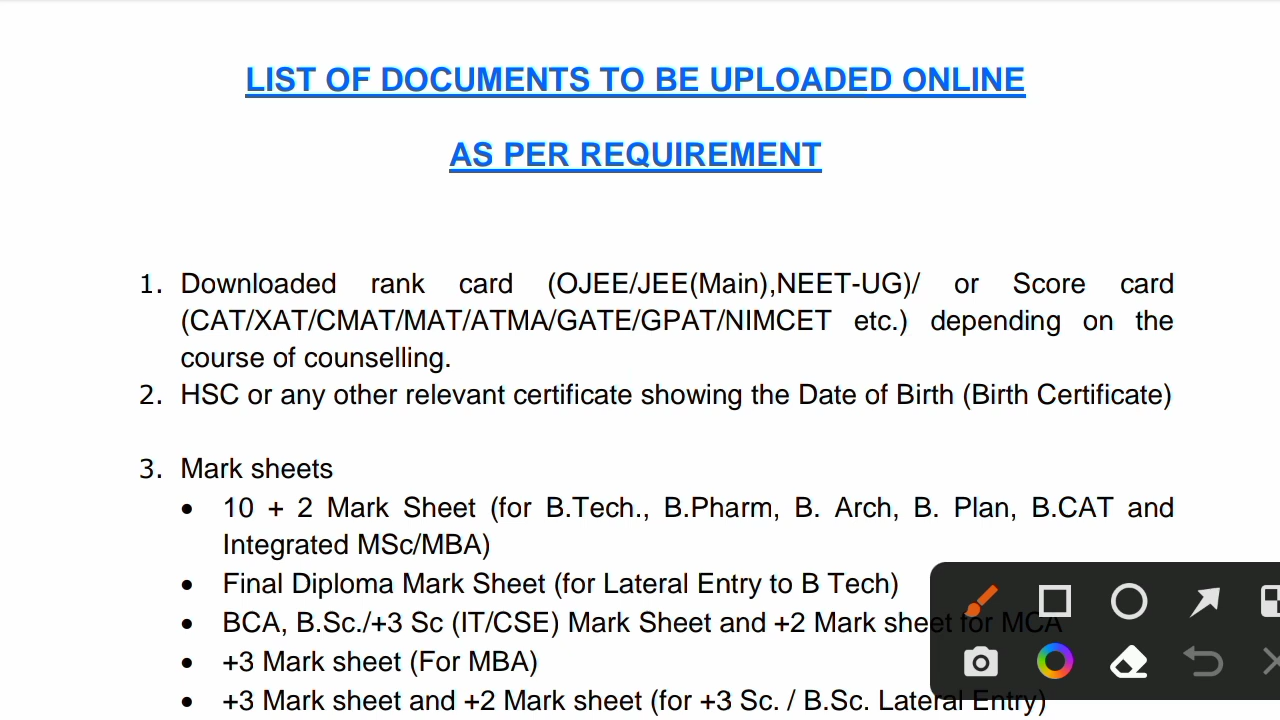 LIST OF DOCUMENTS TO BE UPLOADED ONLINE
AS PER REQUIREMENT
1. Downloaded rank card (OJEE/JEE(Main),NEET-UG)/ or Score card
(CAT/XAT/CMAT/MAT/ATMA/GATE/GPAT/NIMCET etc.) depending on the
course of counselling.
2. HSC or any other relevant certificate showing the Date of Birth (Birth Certificate)
3. Mark sheets
• 10 + 2 Mark Sheet (for B.Tech., B.Pharm, B. Arch, B. Plan, B.CAT and
Integrated MSc/MBA)
• Final Diploma Mark Sheet (for Lateral Entry to B Tech)
• BCA, B.Sc./+3 Sc (IT/CSE) Mark Sheet and +2 Mark sheet for MCA
• +3 Mark sheet (For MBA)
• +3 Mark sheet and +2 Mark sheet (for +3 Sc. / B.Sc. Lateral Entry)